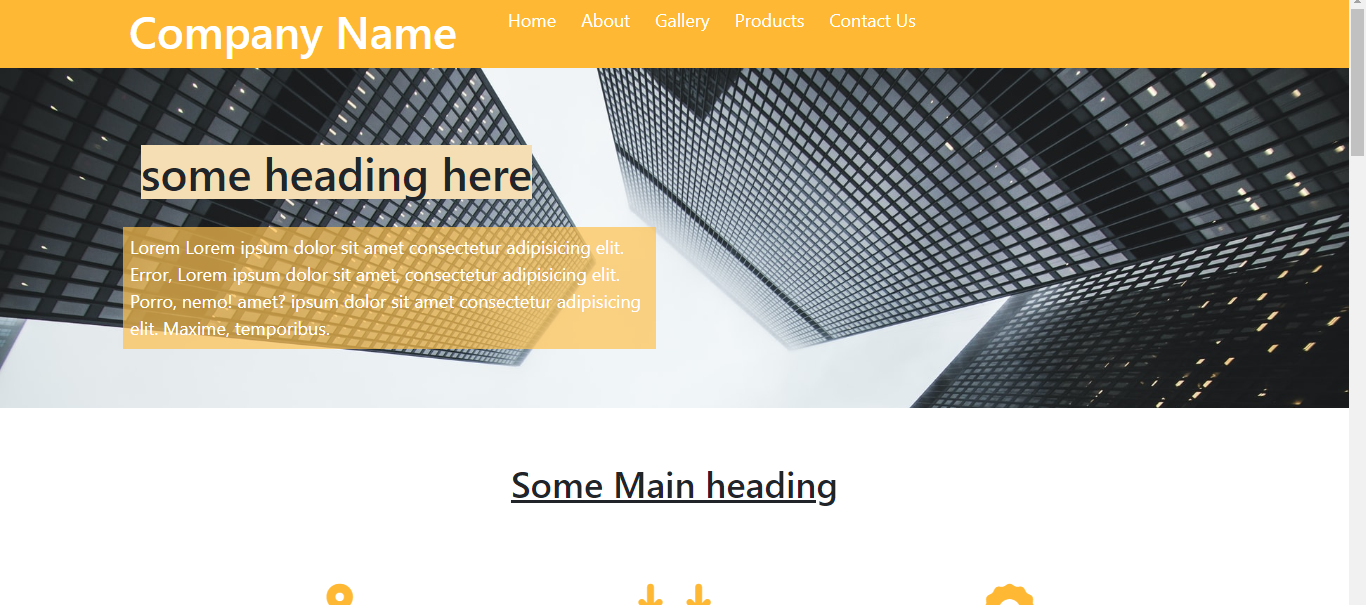 Company Name
Home About Gallery Products Contact Us
some heading here
Lorem Lorem ipsum dolor sit amet consectetur adipisicing elit.
Error, Lorem ipsum dolor sit amet, consectetur adipisicing elit.
Porro, nemo! amet? ipsum dolor sit amet consectetur adipisicing
elit. Maxime, temporibus.
Some Main heading